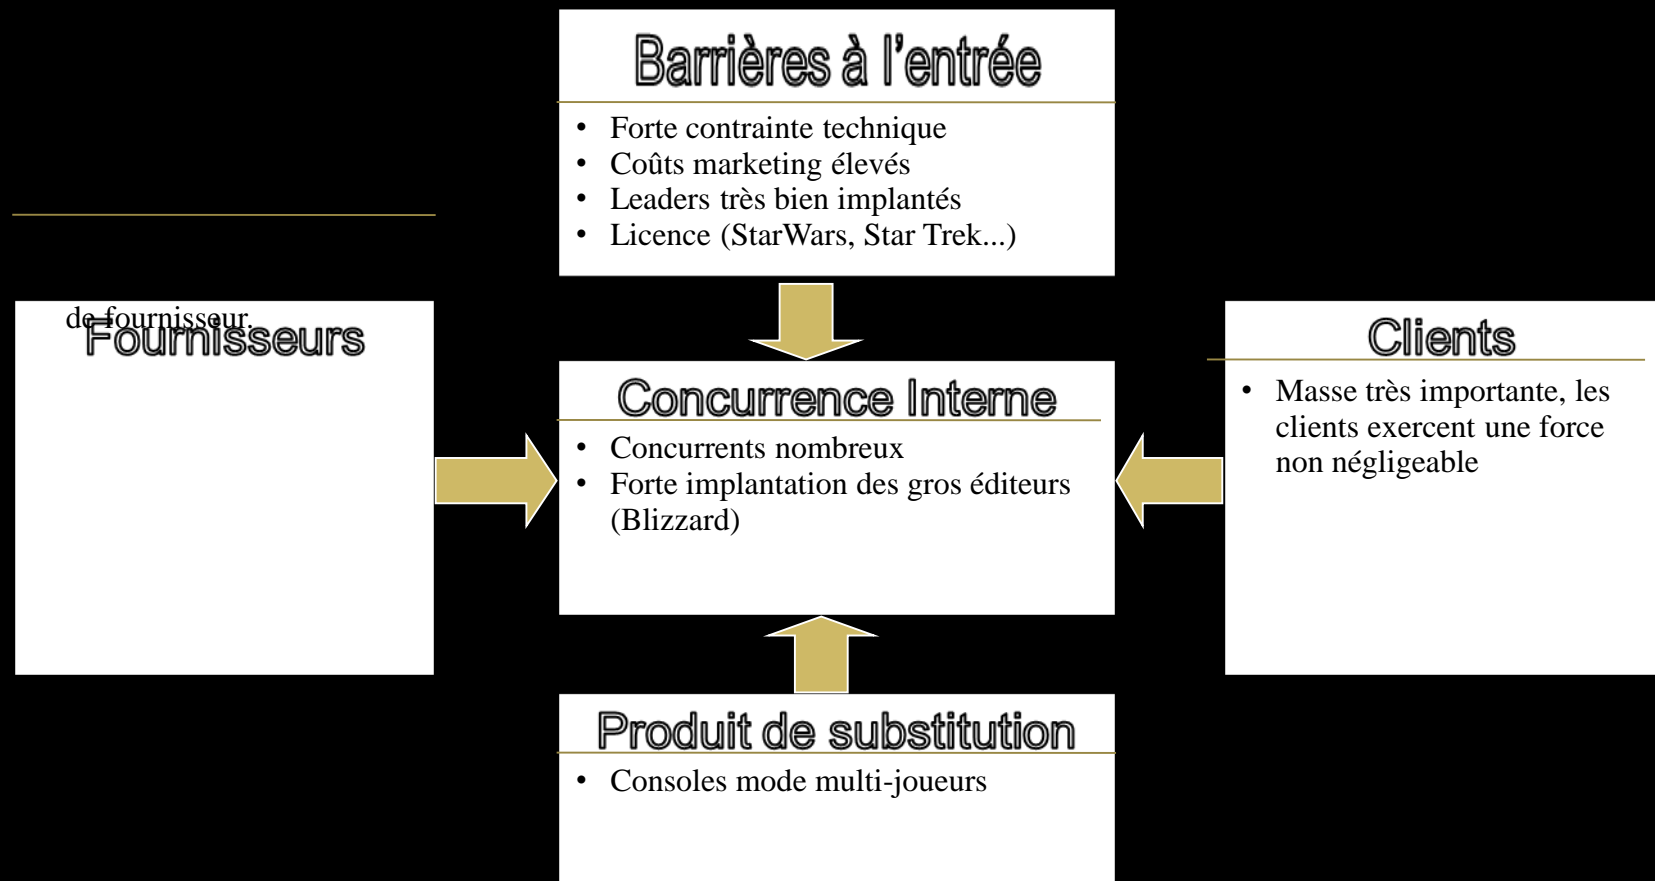 Barrières à l’entrée
• Forte contrainte technique
• Coûts marketing élevés
• Leaders très bien implantés
• Licence (StarWars, Star Trek...)
de fournisseur.
Fournisseurs
Concurrence Interne
• Concurrents nombreux
• Forte implantation des gros éditeurs
(Blizzard)
Clients
• Masse très importante, les
clients exercent une force
non négligeable
Produit de substitution
• Consoles mode multi-joueurs